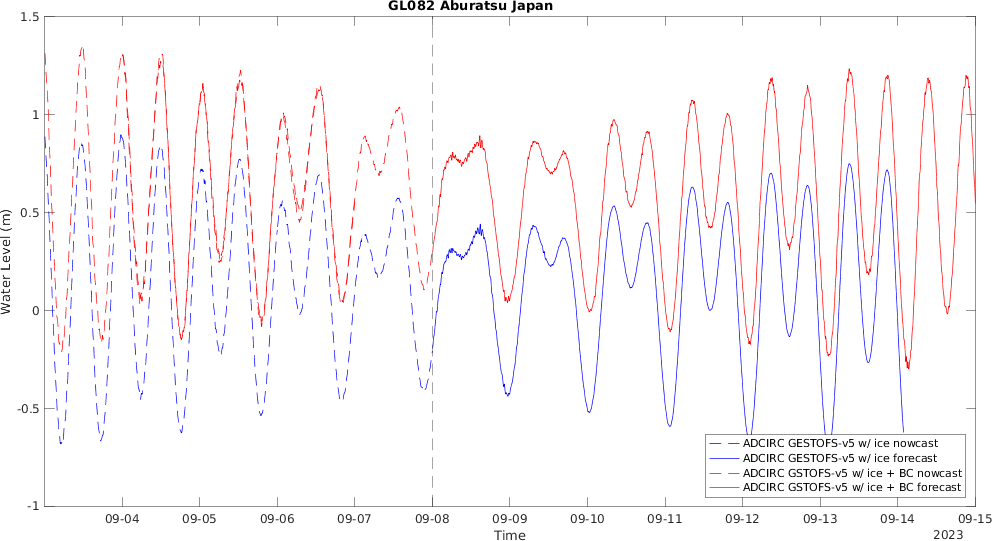 GL082 Aburatsu Japan
1.5
1
0.5
0
-0.5
-1
Water Level (m)
09-04 09-05 09-06 09-07 09-08 09-09 09-10 09-11 09-12 09-13 09-14 09-15
Time
2023
ADCIRC GESTOFS-v5 w/ ice nowcast
ADCIRC GESTOFS-v5 w/ ice forecast
ADCIRC GSTOFS-v5 w/ ice + BC nowcast
ADCIRC GSTOFS-v5 w/ ice + BC forecast